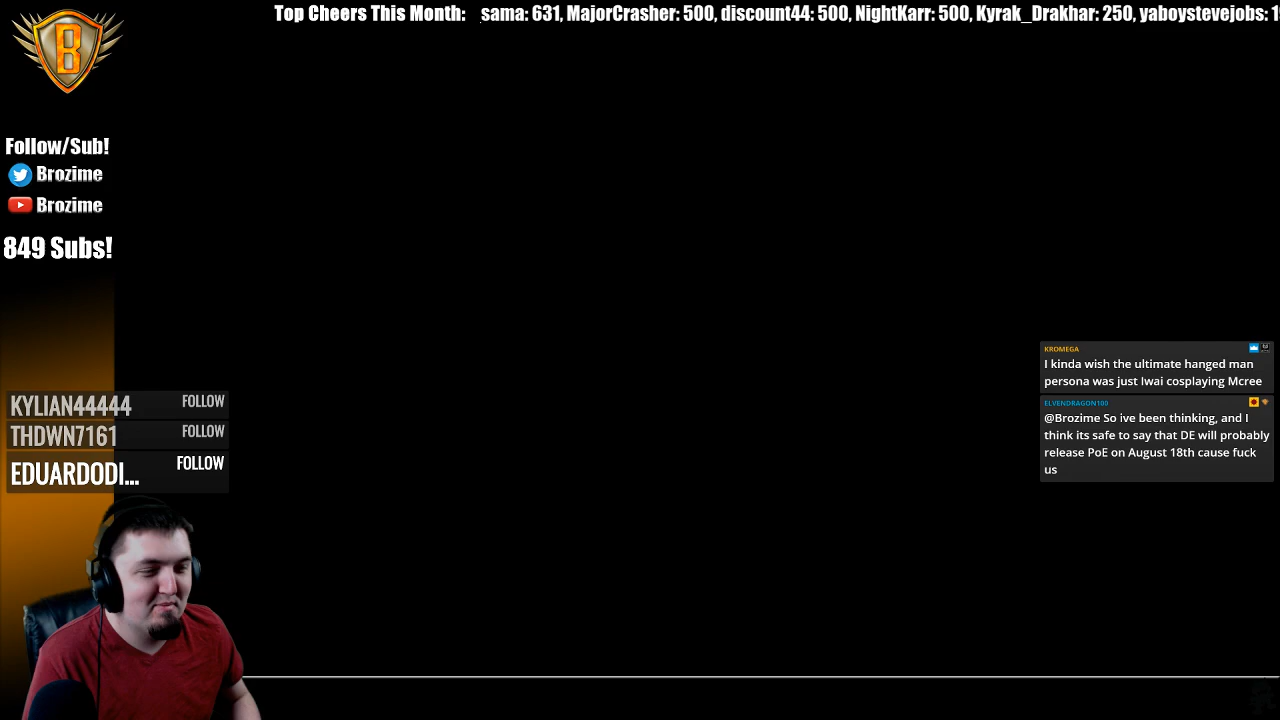 Top Cheers This Month: sama: 631, MajorCrasher: 500, discount44: 500, NightKarr: 500, Kyrak_Drakhar: 250, yaboystevejobs:
B
Follow/Sub!
Brozime
Brozime
849 Subs!
KYLIAN44444 FOLLOW
THDWN7161 FOLLOW
EDUARDODI... FOLLOW
KROMEGA
I kinda wish the ultimate hanged man
persona was just Iwai cosplaying Mcree
ELVENDRAGON100
@Brozime So ive been thinking, and I
think its safe to say that DE will probably
release PoE on August 18th cause fuck
us